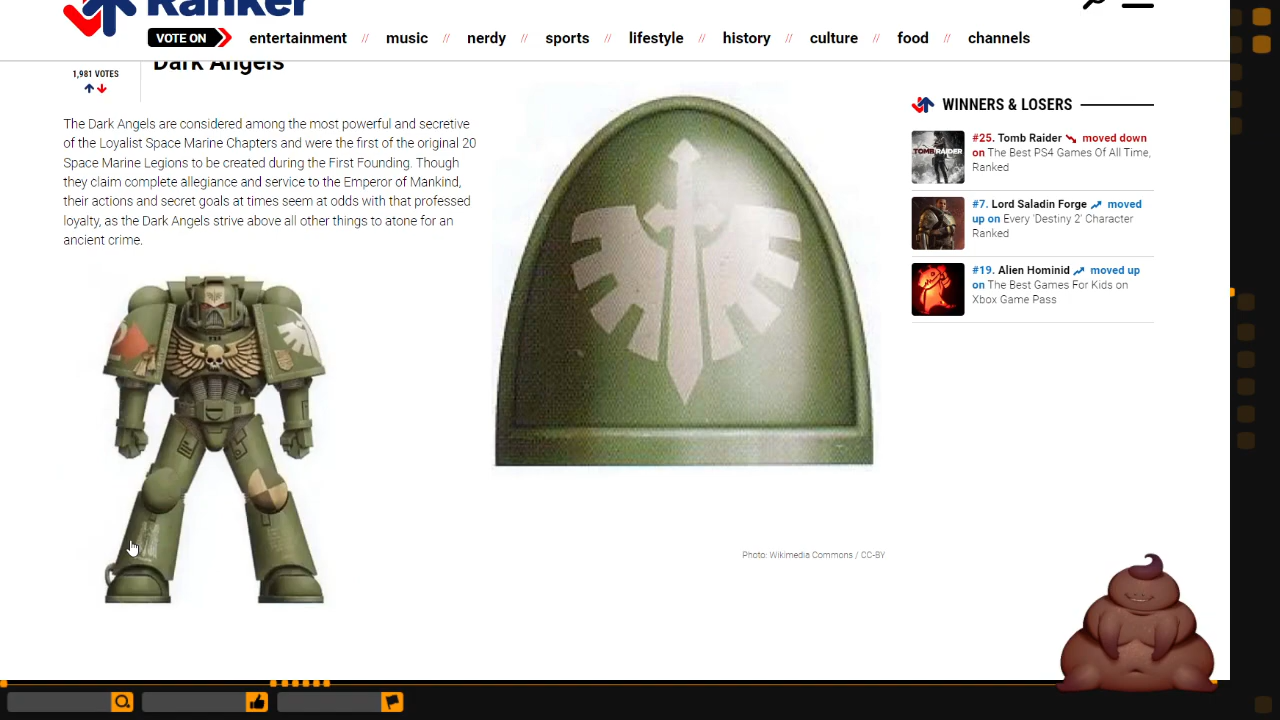 Ranker
VOTE ON
entertainment // music // nerdy // sports // lifestyle // history // culture // food // channels
1,981 VOTES
Dark Angels
The Dark Angels are considered among the most powerful and secretive
of the Loyalist Space Marine Chapters and were the first of the original 20
Space Marine Legions to be created during the First Founding. Though
they claim complete allegiance and service to the Emperor of Mankind,
their actions and secret goals at times seem at odds with that professed
loyalty, as the Dark Angels strive above all other things to atone for an
ancient crime.
Photo: Wikimedia Commons / CC-BY
WINNERS & LOSERS
TOMB RAIDER
#25. Tomb Raider moved down
on The Best PS4 Games Of All Time,
Ranked
#7. Lord Saladin Forge moved
up on Every 'Destiny 2' Character
Ranked
#19. Alien Hominid moved up
on The Best Games For Kids on
Xbox Game Pass